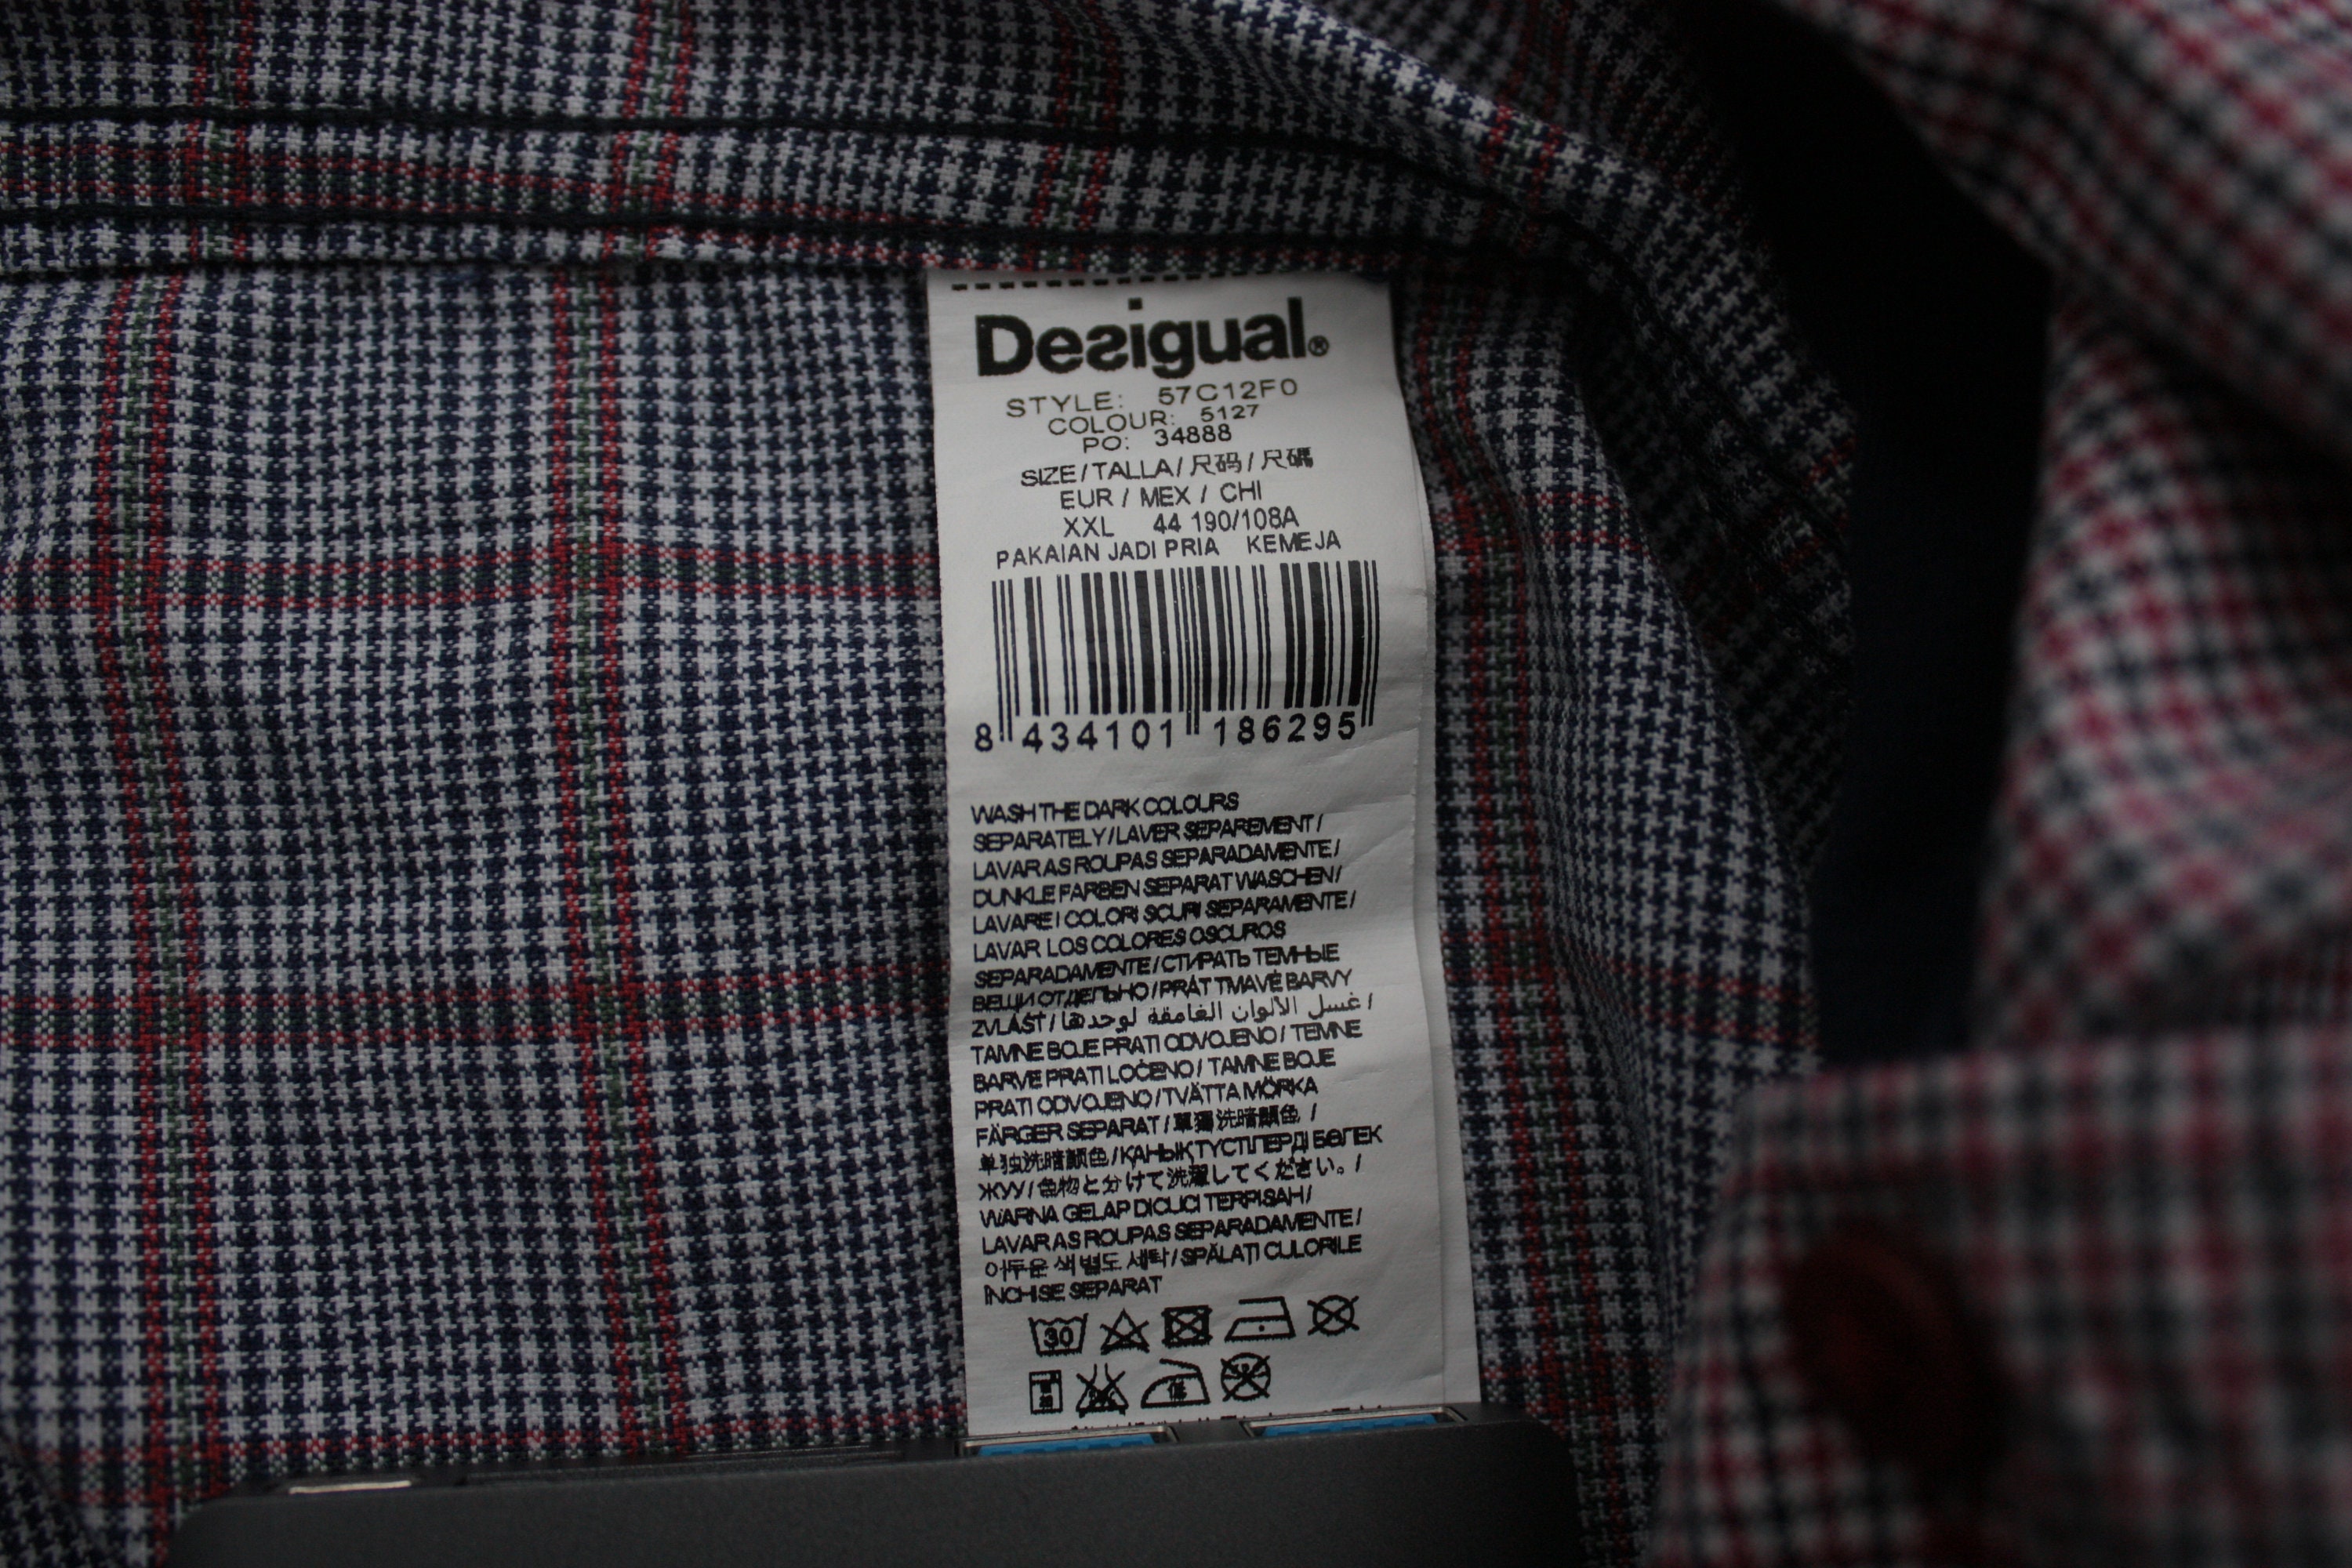 Desigual®
STYLE: 57C12F0
COLOUR: 5127
PO: 34888
SIZE / TALLA / 尺码 / 尺碼
EUR / MEX / CHI
XXL 44 190/108A
PAKAIAN JADI PRIA KEMEJA
8 434101 186295
WASH THE DARK COLOURS
SEPARATELY / LAVER SEPAREMENT /
LAVAR AS ROUPAS SEPARADAMENTE /
DUNKLE FARBEN SEPARAT WASCHEN /
LAVARE I COLORI SCURI SEPARAMENTE /
LAVAR LOS COLORES OSCUROS
SEPARADAMENTE / СТИРАТЬ ТЕМНЫЕ
ВЕЩИ ОТДЕЛЬНО / PRÁT TMAVÉ BARVY
ZVLÁŠŤ / غسل الألوان الغامقة لوحدها /
TAMNE BOJE PRATI ODVOJENO / TEMNE
BARVE PRATI LOČENO / TAMNE BOJE
PRATI ODVOJENO / TVÄTTA MÖRKA
FÄRGER SEPARAT / 單獨洗暗顏色 /
单独洗暗颜色 / ҚАНЫҚ ТҮСТІЛЕРДІ БӨЛЕК
ЖУУ / 色物と分けて洗濯してください。 /
WARNA GELAP DICUCI TERPISAH /
LAVAR AS ROUPAS SEPARADAMENTE /
어두운 색 별도 세탁 / SPĂLAȚI CULORILE
ÎNCHISE SEPARAT
30